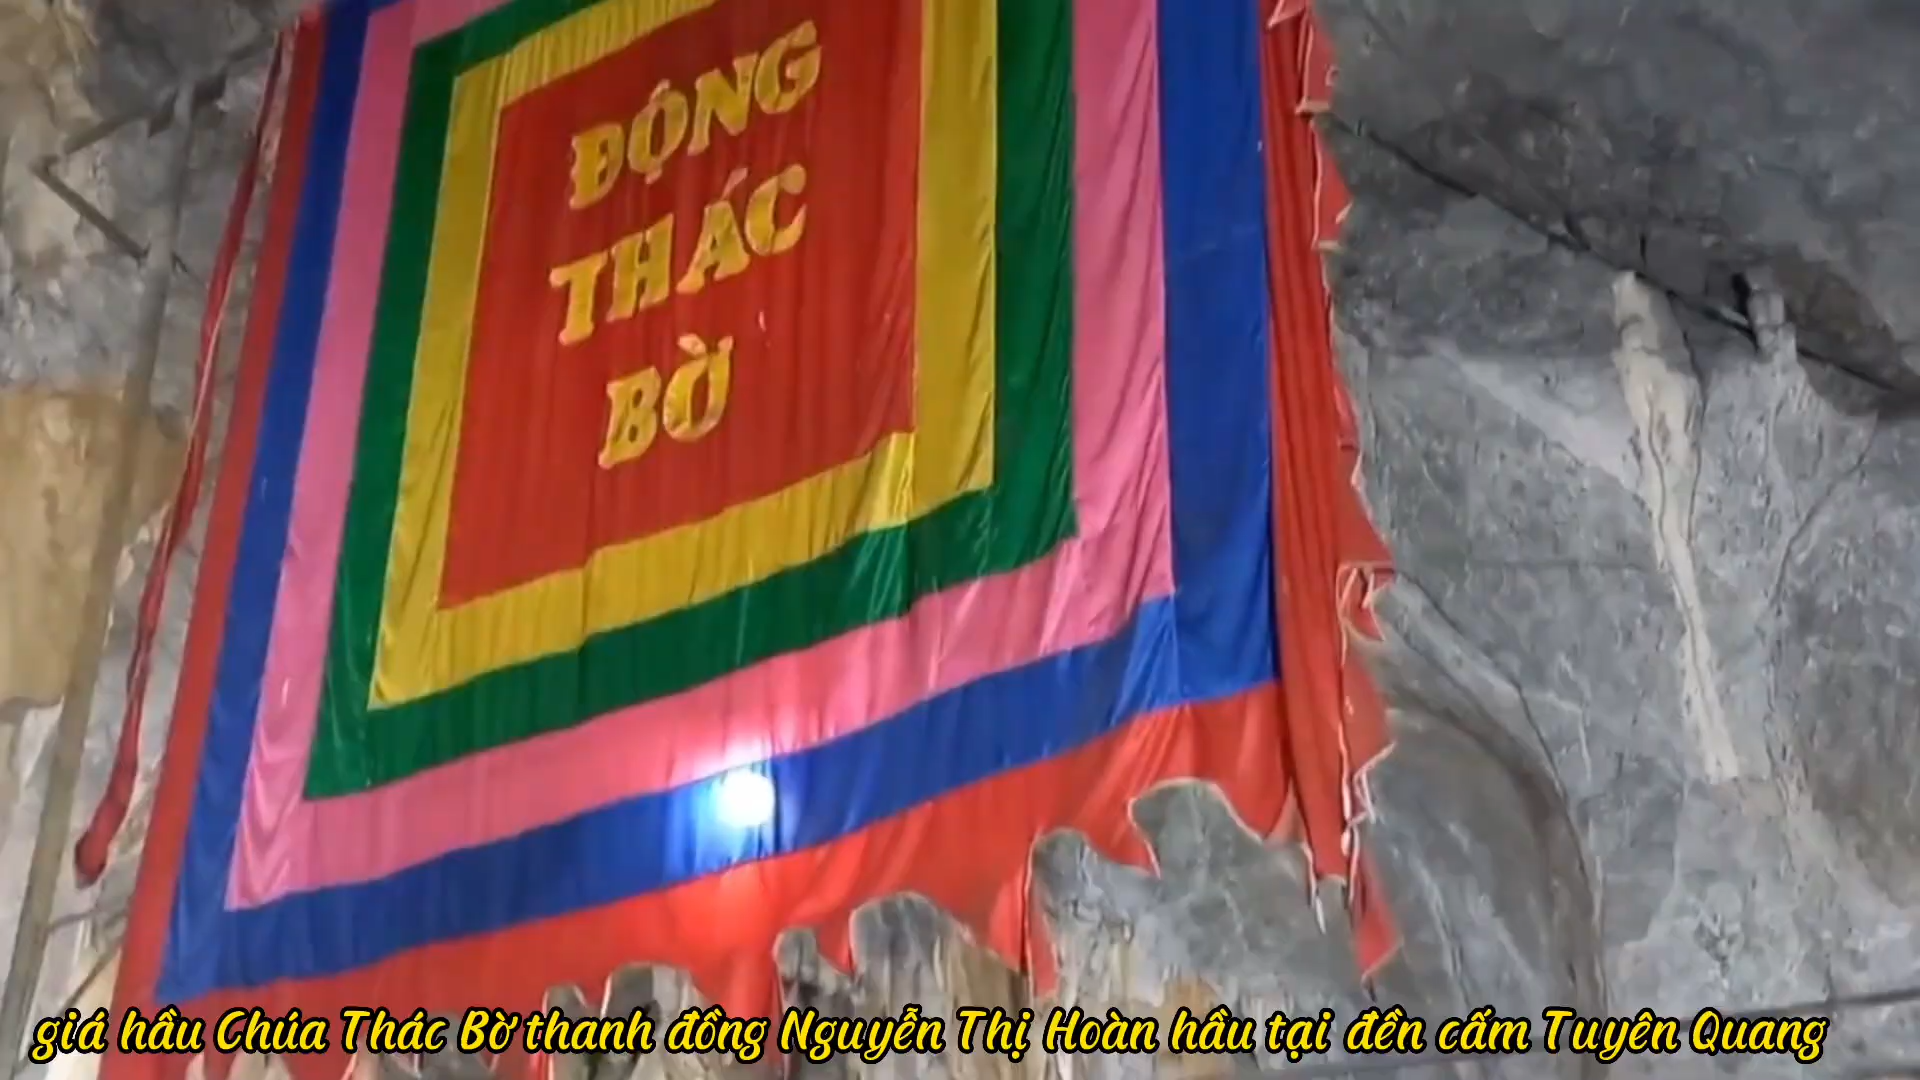 ĐỘNG
THÁC
BỜ
giá hầu Chúa Thác Bờ thanh đồng Nguyễn Thị Hoàn hầu tại đền cấm Tuyên Quang